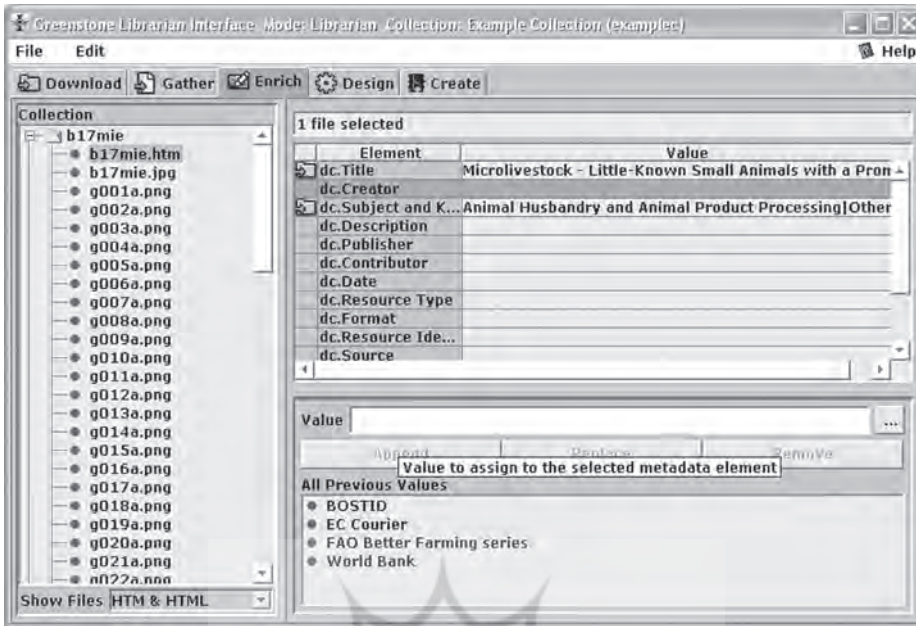 Greenstone Librarian Interface Mode: Librarian Collection: Example Collection (examplec)
File Edit Help
Download Gather Enrich Design Create
Collection
b17mie
b17mie.htm
b17mie.jpg
g001a.png
g002a.png
g003a.png
g004a.png
g005a.png
g006a.png
g007a.png
g008a.png
g009a.png
g010a.png
g011a.png
g012a.png
g013a.png
g014a.png
g015a.png
g016a.png
g017a.png
g018a.png
g019a.png
g020a.png
g021a.png
g022a.png
Show Files HTM & HTML
1 file selected
Element Value
dc.Title Microlivestock - Little-Known Small Animals with a Pron
dc.Creator
dc.Subject and K... Animal Husbandry and Animal Product Processing|Other
dc.Description
dc.Publisher
dc.Contributor
dc.Date
dc.Resource Type
dc.Format
dc.Resource Ide...
dc.Source
Value ...
Append Replace Remove
Value to assign to the selected metadata element
All Previous Values
BOSTID
EC Courier
FAO Better Farming series
World Bank